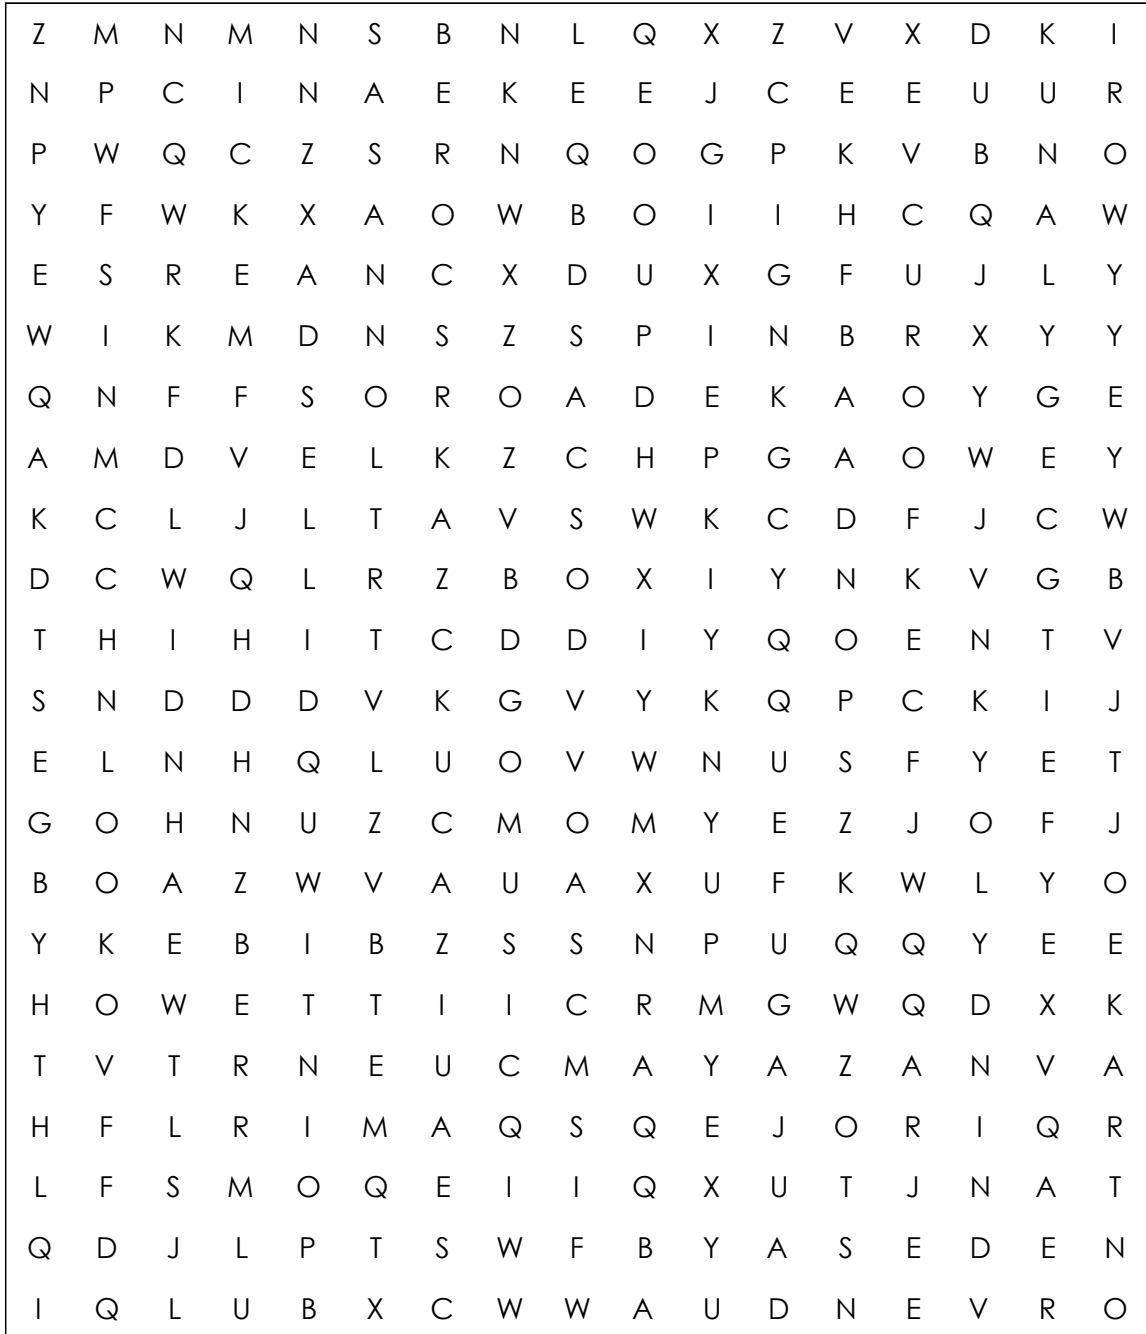 Z M N M N S B N L Q X Z V X D K I
N P C I N A E K E E J C E E U U R
P W Q C Z S R N Q O G P K V B N O
Y F W K X A O W B O I I H C Q A W
E S R E A N C X D U X G F U J L Y
W I K M D N S Z S P I N B R X Y Y
Q N F F S O R O A D E K A O Y G E
A M D V E L K Z C H P G A O W E Y
K C L J L T A V S W K C D F J C W
D C W Q L R Z B O X I Y N K V G B
T H I H I T C D D I Y Q O E N T V
S N D D D V K G V Y K Q P C K I J
E L N H Q L U O V W N U S F Y E T
G O H N U Z C M O M Y E Z J O F J
B O A Z W V A U A X U F K W L Y O
Y K E B I B Z S S N P U Q Q Y E E
H O W E T T I I C R M G W Q D X K
T V T R N E U C M A Y A Z A N V A
H F L R I M A Q S Q E J O R I Q R
L F S M O Q E I I Q X U T J N A T
Q D J L P T S W F B Y A S E D E N
I Q L U B X C W W A U D N E V R O